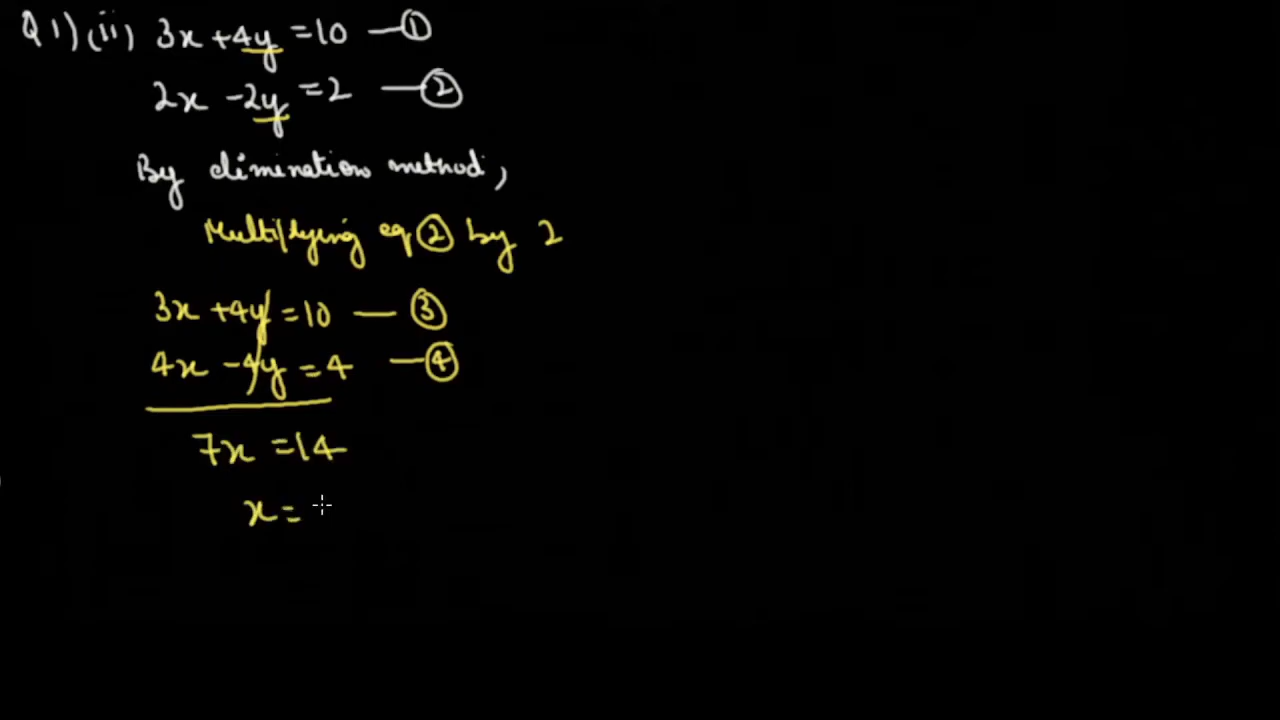 Q1)(ii) 3x + 4y = 10 — ①
2x - 2y = 2 — ②
By elimination method,
Multiplying eq ② by 2
3x + 4y = 10 — ③
4x - 4y = 4 — ④
7x = 14
x =